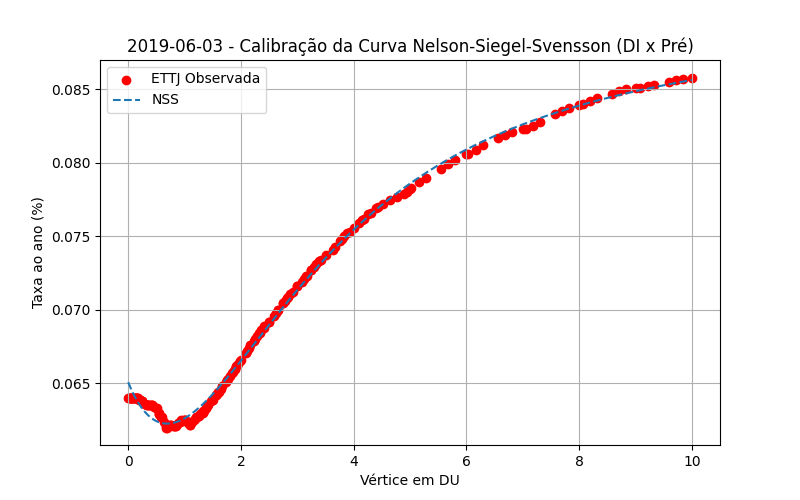 2019-06-03 - Calibração da Curva Nelson-Siegel-Svensson (DI x Pré)
ETTJ Observada
NSS
Taxa ao ano (%)
0.085
0.080
0.075
0.070
0.065
0 2 4 6 8 10
Vértice em DU